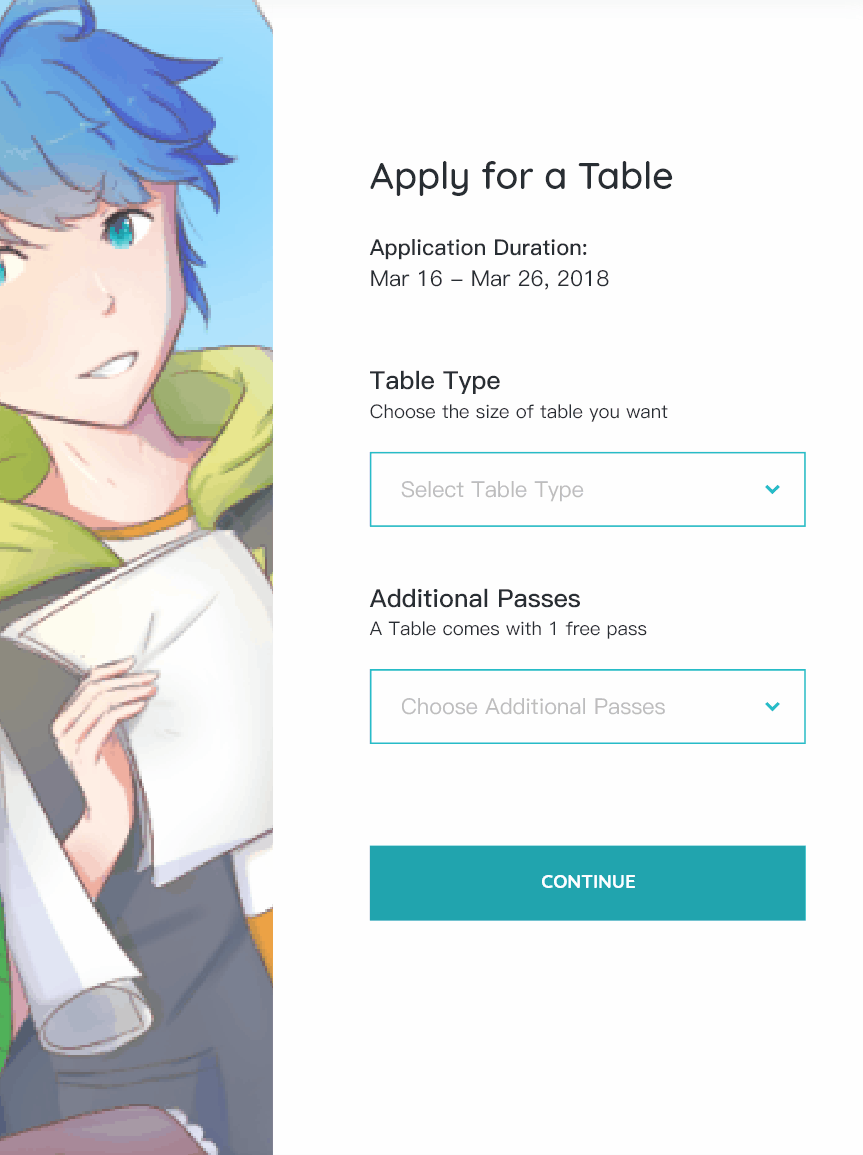 Apply for a Table
Application Duration:
Mar 16 – Mar 26, 2018
Table Type
Choose the size of table you want
Select Table Type
Additional Passes
A Table comes with 1 free pass
Choose Additional Passes
CONTINUE